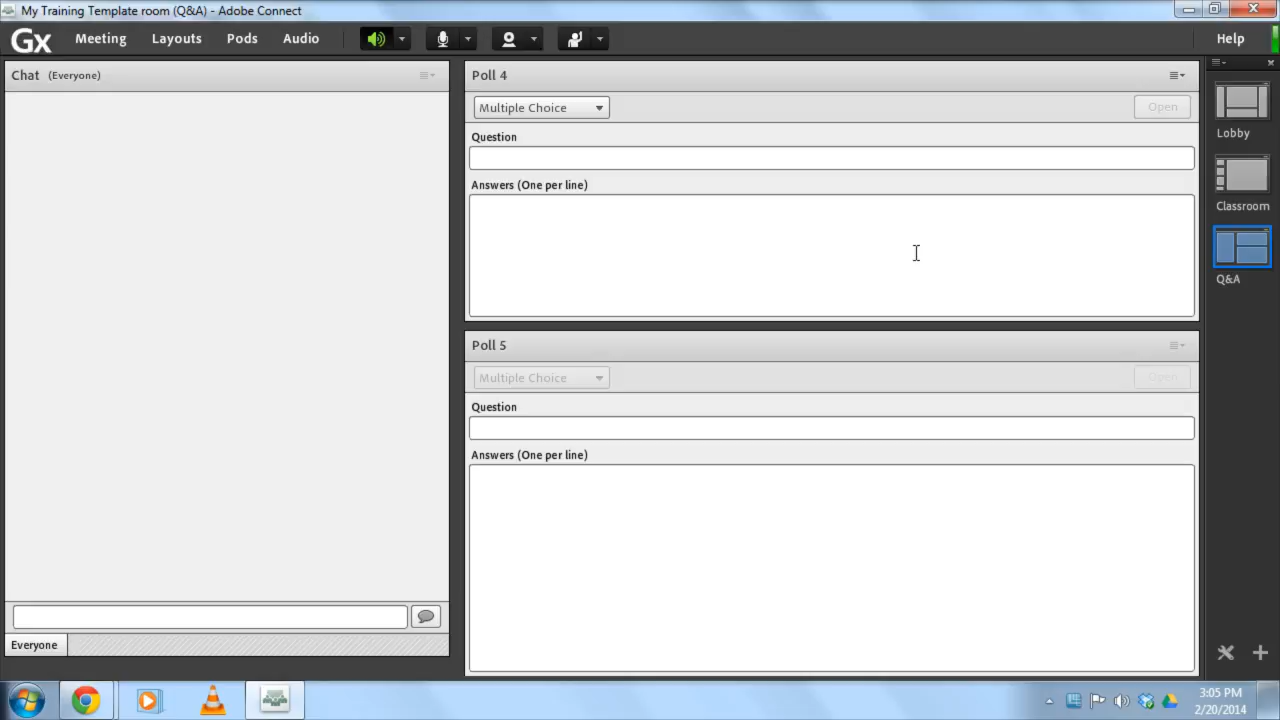 My Training Template room (Q&A) - Adobe Connect
Gx Meeting Layouts Pods Audio Help
Chat (Everyone)
Everyone
Poll 4
Multiple Choice Open
Question
Answers (One per line)
Poll 5
Multiple Choice Open
Question
Answers (One per line)
Lobby
Classroom
Q&A
3:05 PM
2/20/2014